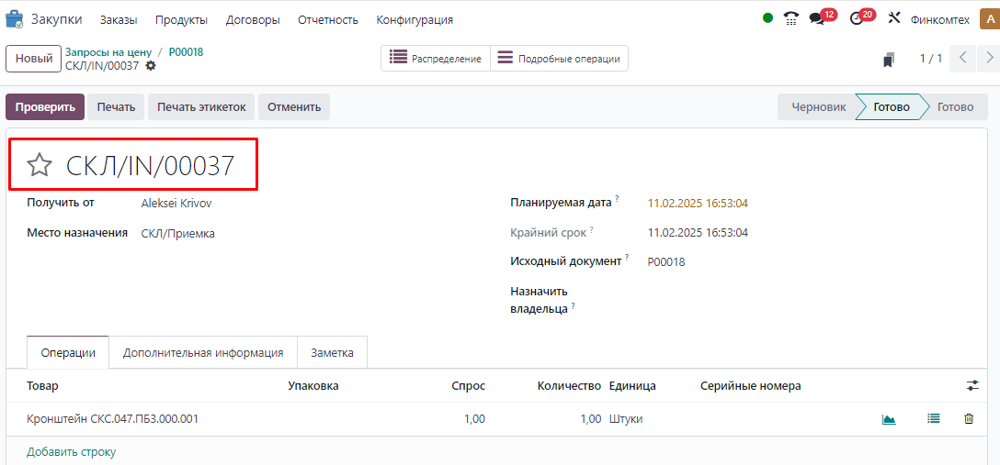 Закупки Заказы Продукты Договоры Отчетность Конфигурация 12 20 Финкомтех A
Новый Запросы на цену / P00018 Распределение Подробные операции 1 / 1
СКЛ/IN/00037
Проверить Печать Печать этикеток Отменить Черновик Готово Готово
СКЛ/IN/00037
Получить от Aleksei Krivov Планируемая дата ? 11.02.2025 16:53:04
Место назначения СКЛ/Приемка Крайний срок ? 11.02.2025 16:53:04
Исходный документ ? P00018
Назначить
владельца ?
Операции Дополнительная информация Заметка
Товар Упаковка Спрос Количество Единица Серийные номера
Кронштейн СКС.047.ПБЗ.000.001 1,00 1,00 Штуки
Добавить строку